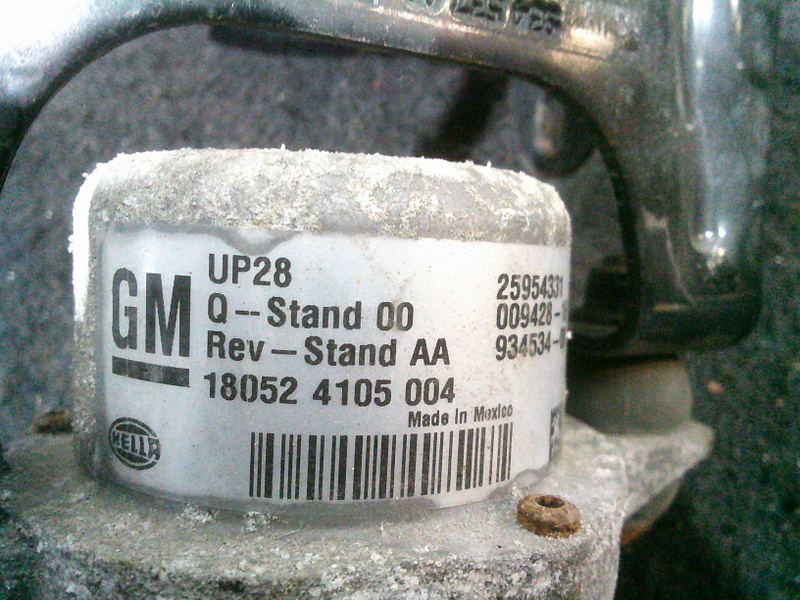 GM
UP28
Q--Stand 00
Rev-Stand AA
18052 4105 004
25954331
009428-
934534-
Made in Mexico
HELLA